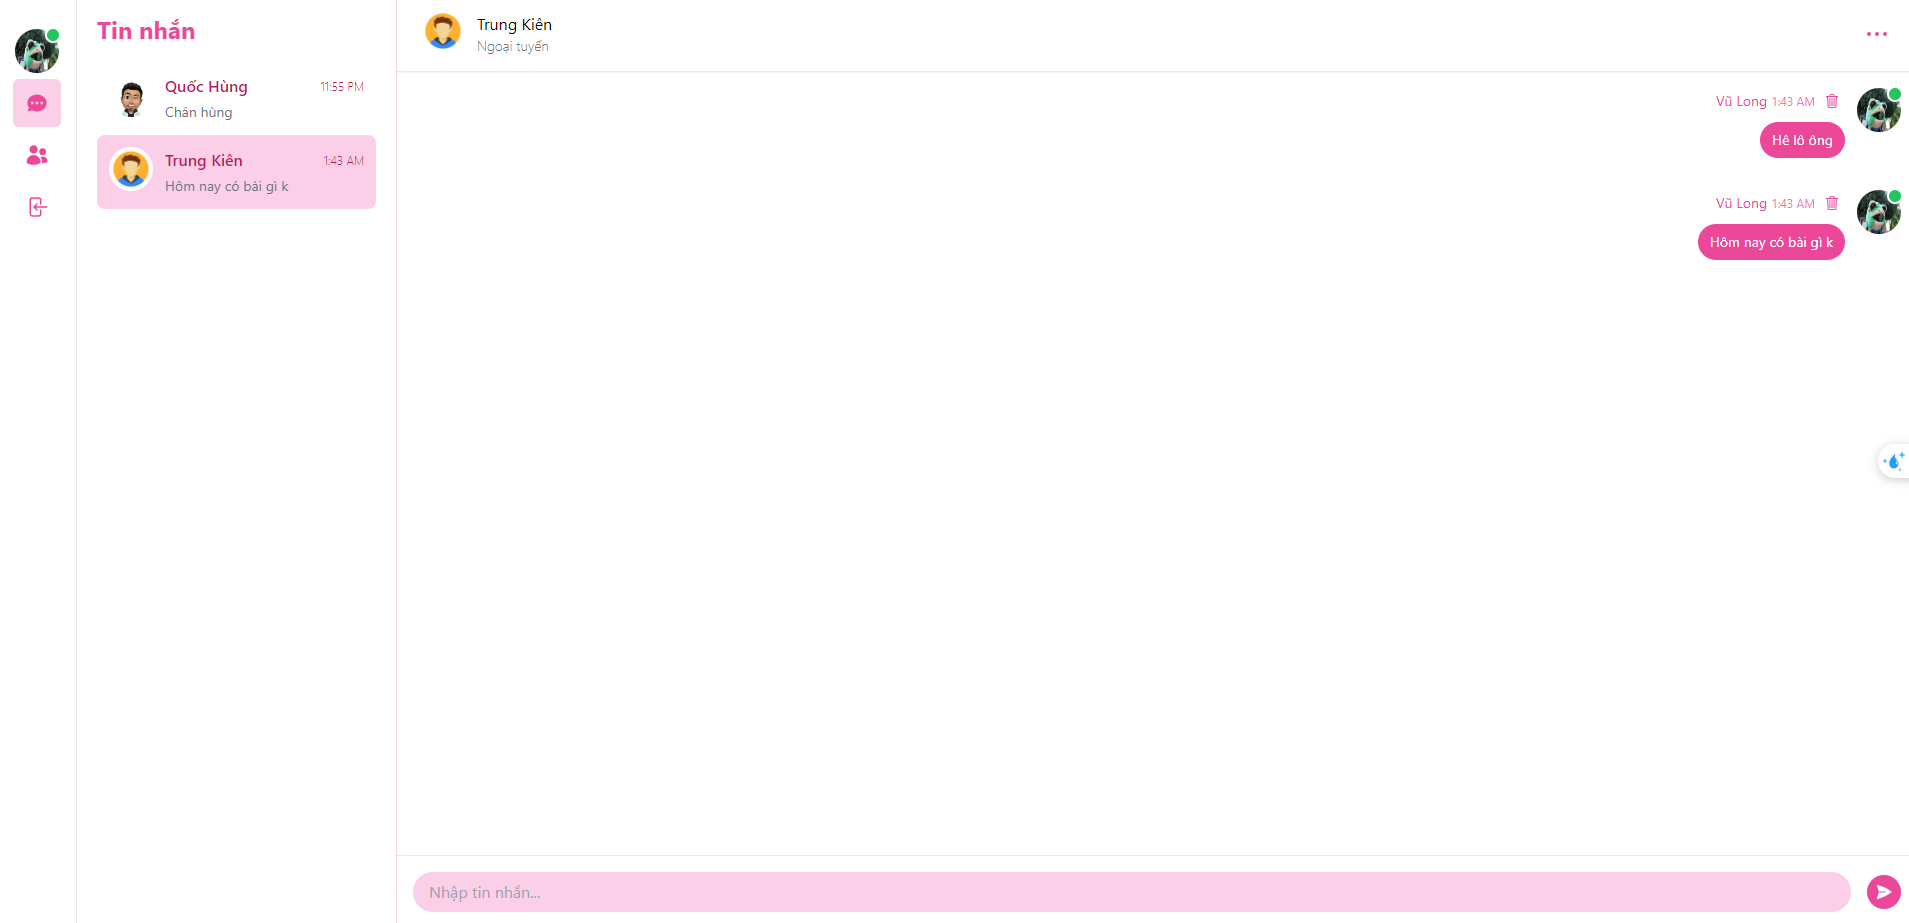 Tin nhắn
Quốc Hùng 11:55 PM
Chán hùng
Trung Kiên 1:43 AM
Hôm nay có bài gì k
Trung Kiên
Ngoại tuyến
Vũ Long 1:43 AM
Hê lô ông
Vũ Long 1:43 AM
Hôm nay có bài gì k
Nhập tin nhắn...